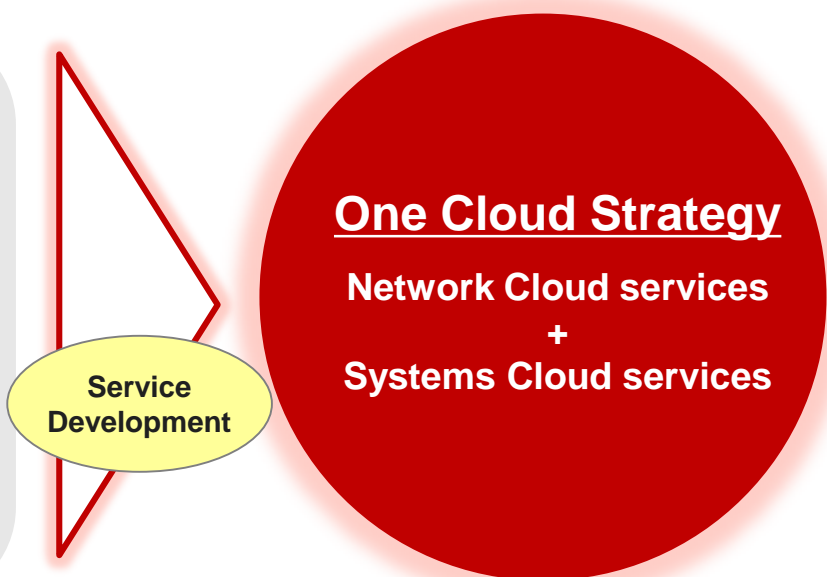 One Cloud Strategy
Network Cloud services
+
Systems Cloud services
Service
Development